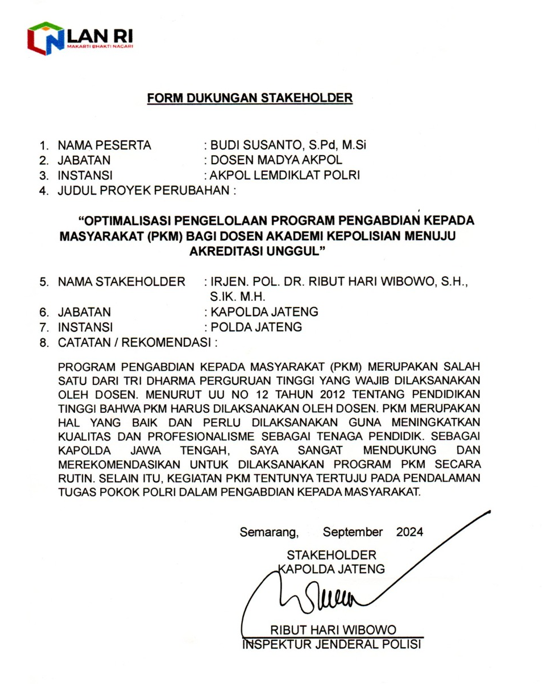 LAN RI
MAKARTI BHAKTI NAGARI
FORM DUKUNGAN STAKEHOLDER
1. NAMA PESERTA : BUDI SUSANTO, S.Pd, M.Si
2. JABATAN : DOSEN MADYA AKPOL
3. INSTANSI : AKPOL LEMDIKLAT POLRI
4. JUDUL PROYEK PERUBAHAN :
“OPTIMALISASI PENGELOLAAN PROGRAM PENGABDIAN KEPADA
MASYARAKAT (PKM) BAGI DOSEN AKADEMI KEPOLISIAN MENUJU
AKREDITASI UNGGUL”
5. NAMA STAKEHOLDER : IRJEN. POL. DR. RIBUT HARI WIBOWO, S.H.,
S.IK. M.H.
6. JABATAN : KAPOLDA JATENG
7. INSTANSI : POLDA JATENG
8. CATATAN / REKOMENDASI :
PROGRAM PENGABDIAN KEPADA MASYARAKAT (PKM) MERUPAKAN SALAH
SATU DARI TRI DHARMA PERGURUAN TINGGI YANG WAJIB DILAKSANAKAN
OLEH DOSEN. MENURUT UU NO 12 TAHUN 2012 TENTANG PENDIDIKAN
TINGGI BAHWA PKM HARUS DILAKSANAKAN OLEH DOSEN. PKM MERUPAKAN
HAL YANG BAIK DAN PERLU DILAKSANAKAN GUNA MENINGKATKAN
KUALITAS DAN PROFESIONALISME SEBAGAI TENAGA PENDIDIK. SEBAGAI
KAPOLDA JAWA TENGAH, SAYA SANGAT MENDUKUNG DAN
MEREKOMENDASIKAN UNTUK DILAKSANAKAN PROGRAM PKM SECARA
RUTIN. SELAIN ITU, KEGIATAN PKM TENTUNYA TERTUJU PADA PENDALAMAN
TUGAS POKOK POLRI DALAM PENGABDIAN KEPADA MASYARAKAT.
Semarang, September 2024
STAKEHOLDER
KAPOLDA JATENG
RIBUT HARI WIBOWO
INSPEKTUR JENDERAL POLISI